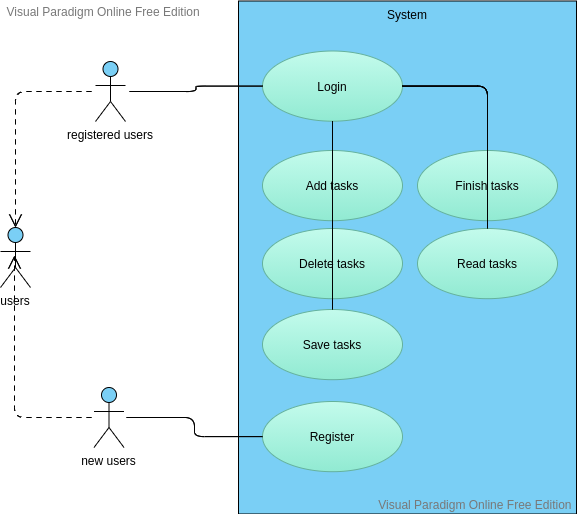 Visual Paradigm Online Free Edition
System
Login
registered users
Add tasks
Finish tasks
Delete tasks
Read tasks
users
Save tasks
Register
new users
Visual Paradigm Online Free Edition